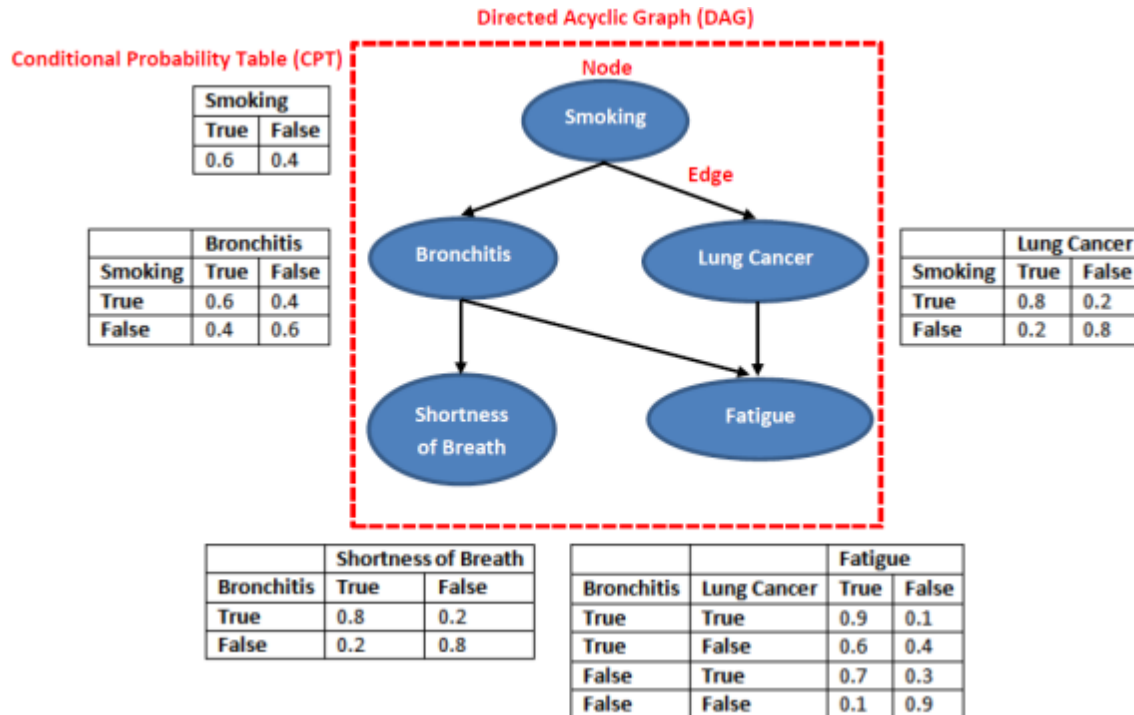 Directed Acyclic Graph (DAG)
Conditional Probability Table (CPT)
Node
Smoking
True False
0.6 0.4
Smoking
Edge
Bronchitis
Smoking True False
True 0.6 0.4
False 0.4 0.6
Bronchitis
Lung Cancer
Lung Cancer
Smoking True False
True 0.8 0.2
False 0.2 0.8
Shortness
of Breath
Fatigue
Shortness of Breath
Bronchitis True False
True 0.8 0.2
False 0.2 0.8
Fatigue
Bronchitis Lung Cancer True False
True True 0.9 0.1
True False 0.6 0.4
False True 0.7 0.3
False False 0.1 0.9